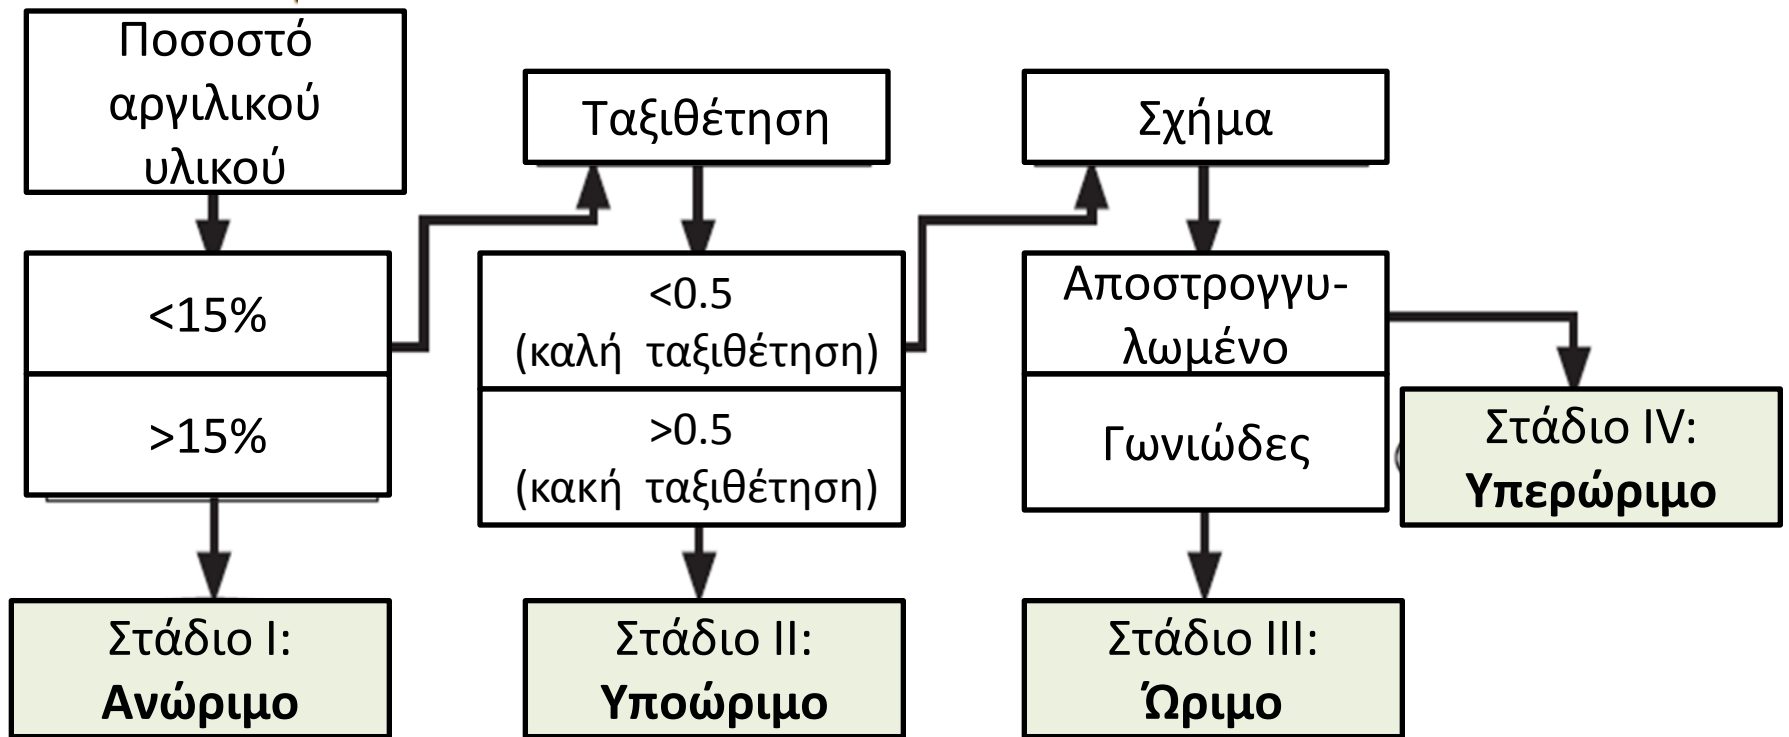 Ποσοστό
αργιλικού
υλικού
<15%
>15%
Στάδιο I:
Ανώριμο
Ταξιθέτηση
<0.5
(καλή ταξιθέτηση)
>0.5
(κακή ταξιθέτηση)
Στάδιο II:
Υποώριμο
Σχήμα
Αποστρογγυ-
λωμένο
Γωνιώδες
Στάδιο III:
Ώριμο
Στάδιο IV:
Υπερώριμο